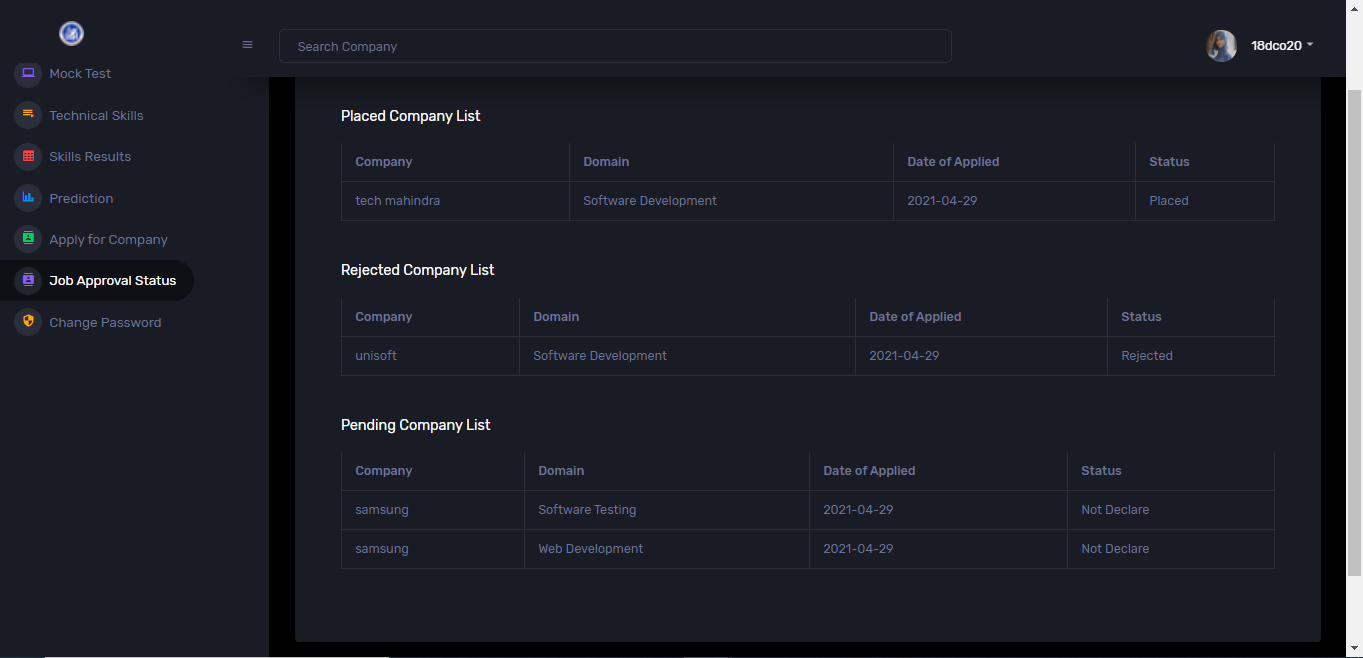 Search Company
18dco20
Mock Test
Technical Skills
Skills Results
Prediction
Apply for Company
Job Approval Status
Change Password
Placed Company List
Company Domain Date of Applied Status
tech mahindra Software Development 2021-04-29 Placed
Rejected Company List
Company Domain Date of Applied Status
unisoft Software Development 2021-04-29 Rejected
Pending Company List
Company Domain Date of Applied Status
samsung Software Testing 2021-04-29 Not Declare
samsung Web Development 2021-04-29 Not Declare